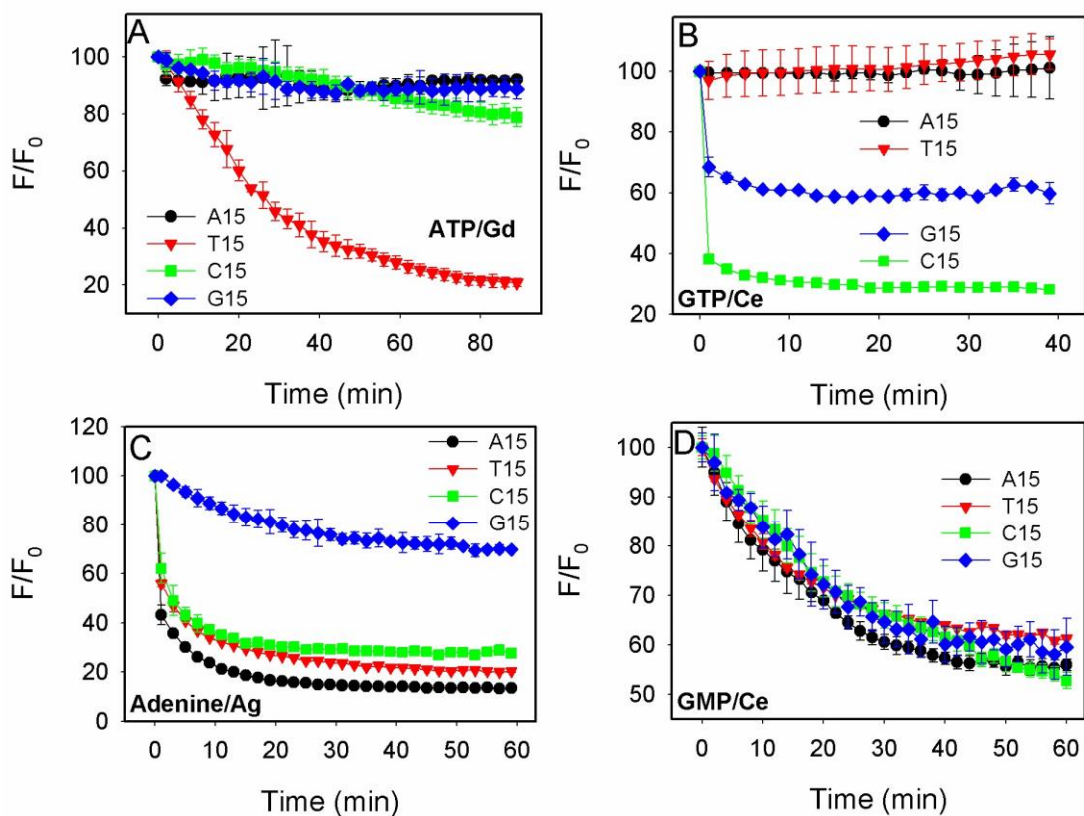 A
100
80
60
40
20
F/F0
A15
T15
C15
G15
ATP/Gd
0 20 40 60 80
Time (min)
B
100
80
60
40
20
F/F0
A15
T15
G15
C15
GTP/Ce
0 10 20 30 40
Time (min)
C
120
100
80
60
40
20
0
F/F0
A15
T15
C15
G15
Adenine/Ag
0 10 20 30 40 50 60
Time (min)
D
100
90
80
70
60
50
F/F0
A15
T15
C15
G15
GMP/Ce
0 10 20 30 40 50 60
Time (min)